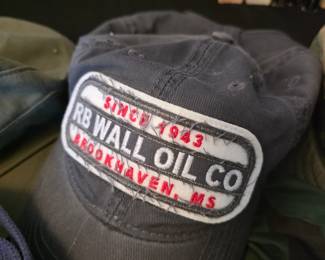 SINCE 1943
RB WALL OIL CO
BROOKHAVEN, MS